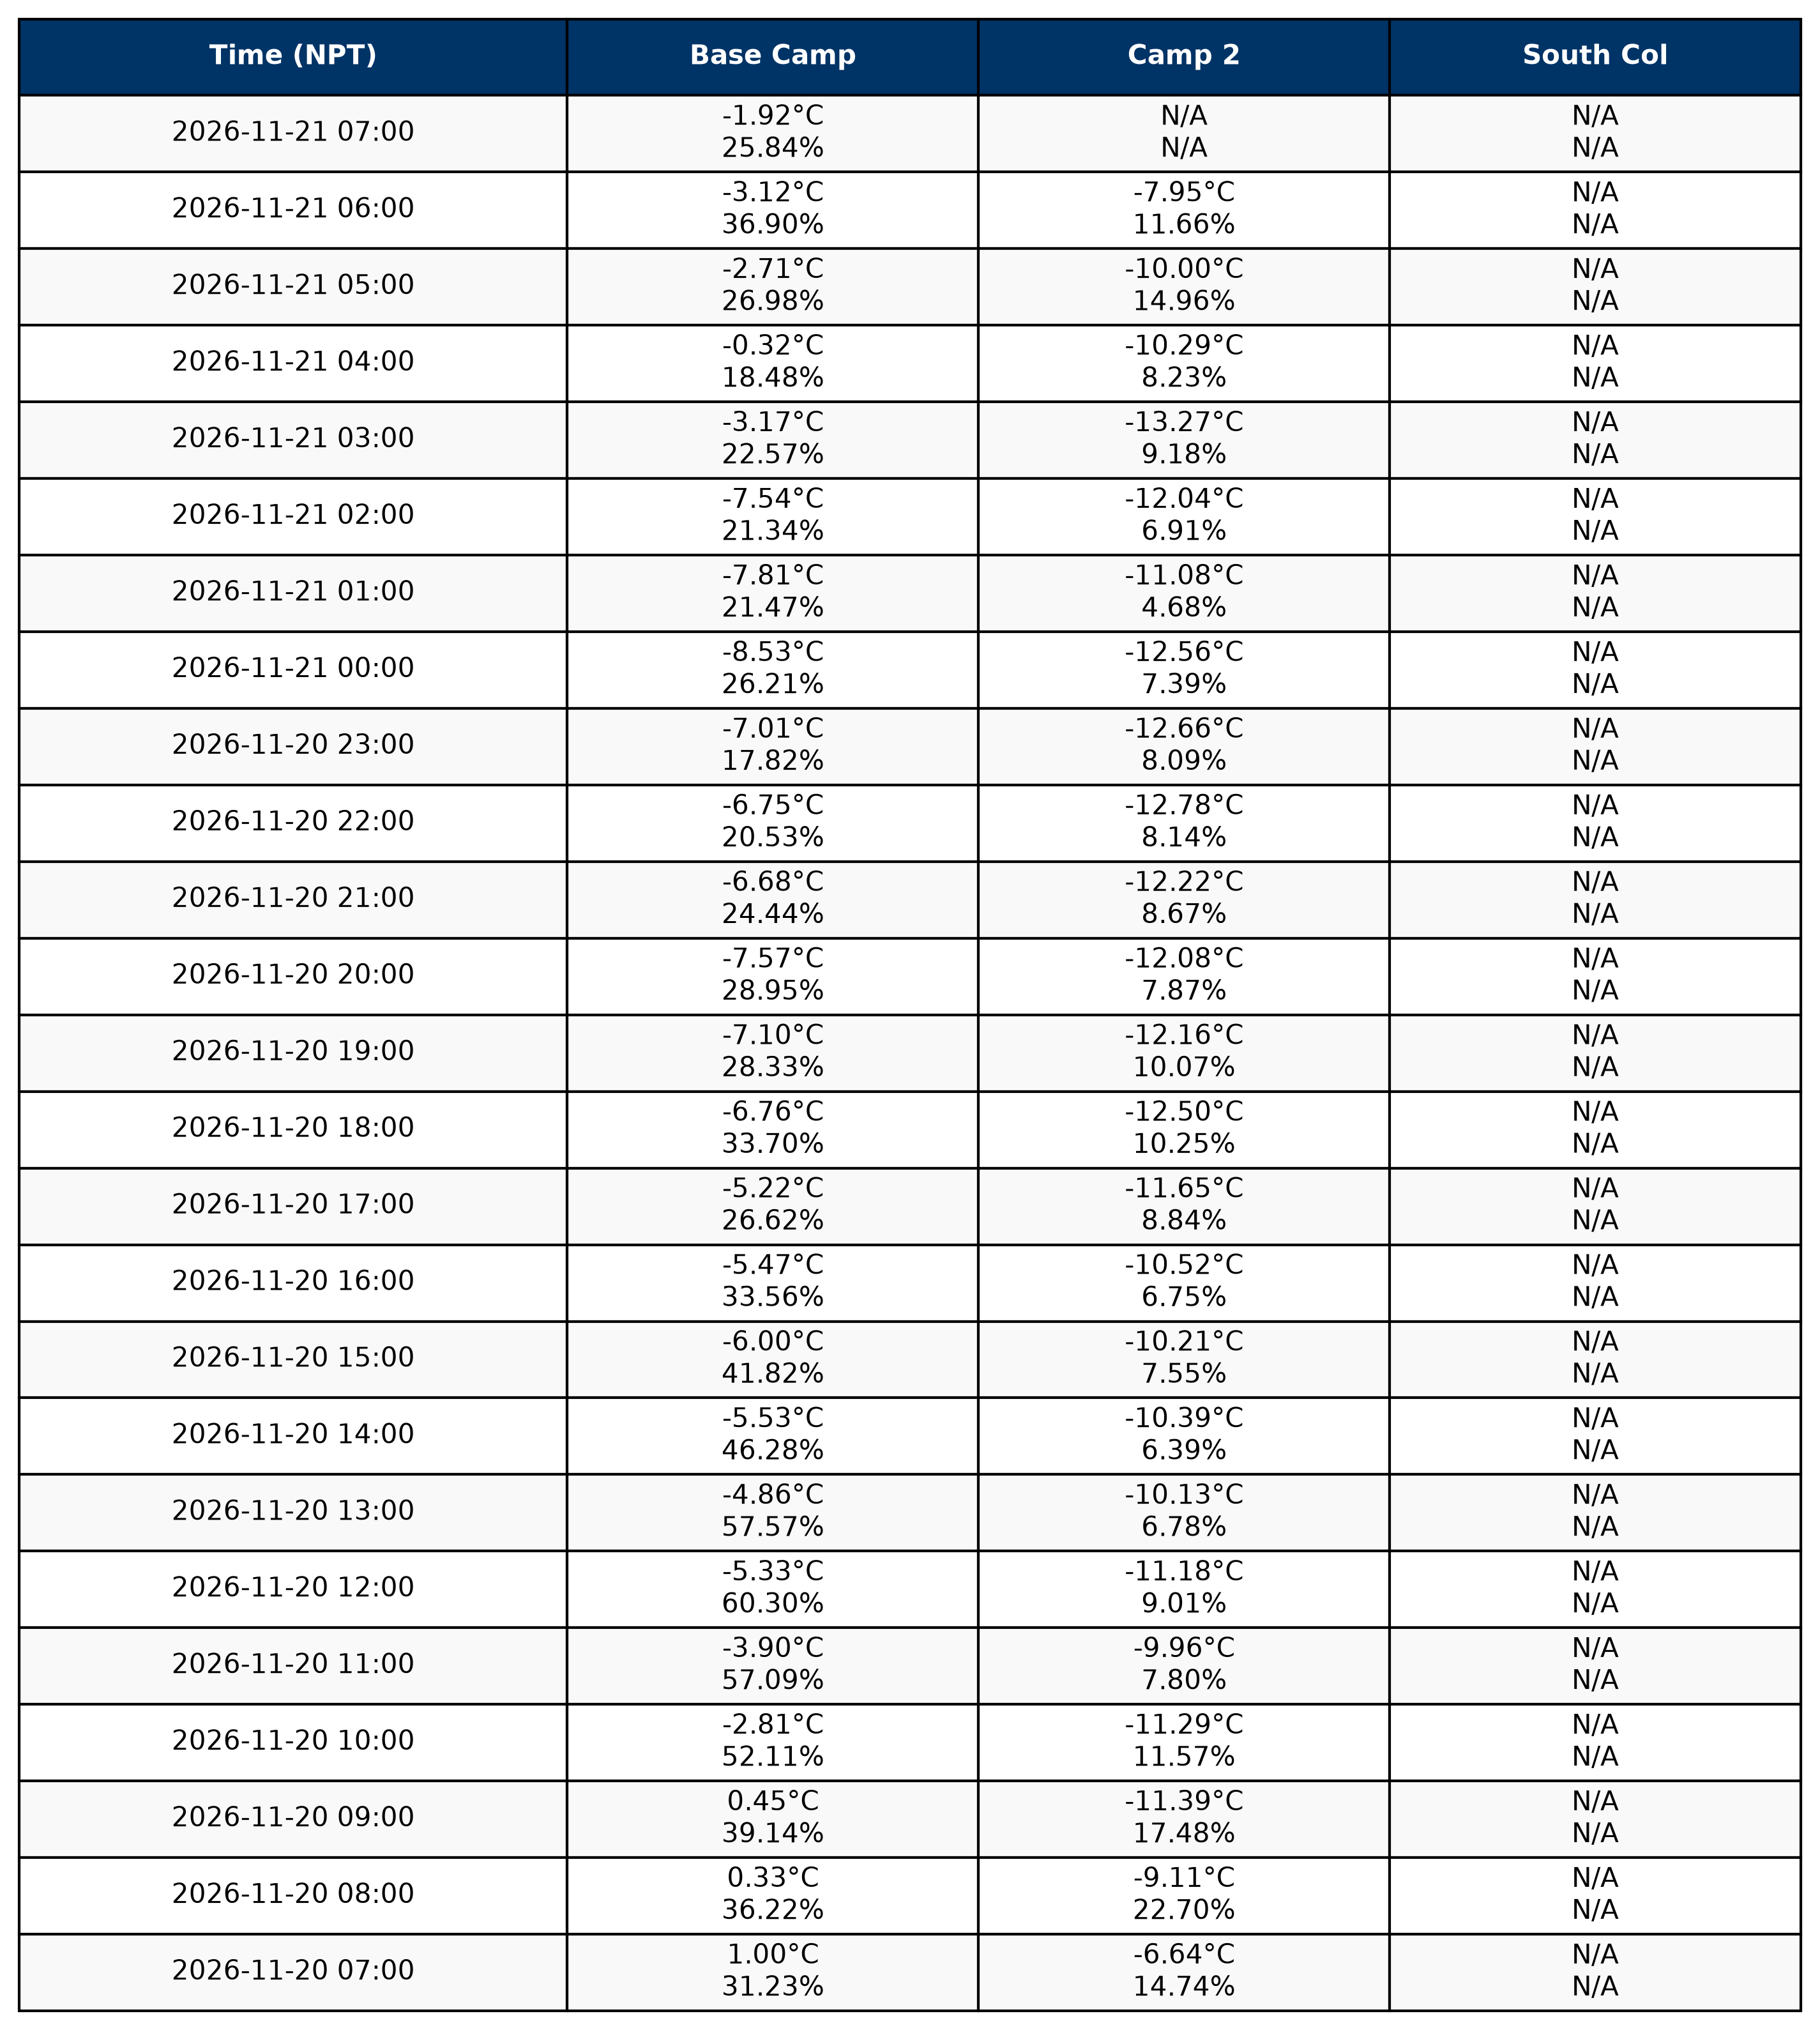 Time (NPT) Base Camp Camp 2 South Col
2026-11-21 07:00 -1.92°C N/A N/A
25.84% N/A N/A
2026-11-21 06:00 -3.12°C -7.95°C N/A
36.90% 11.66% N/A
2026-11-21 05:00 -2.71°C -10.00°C N/A
26.98% 14.96% N/A
2026-11-21 04:00 -0.32°C -10.29°C N/A
18.48% 8.23% N/A
2026-11-21 03:00 -3.17°C -13.27°C N/A
22.57% 9.18% N/A
2026-11-21 02:00 -7.54°C -12.04°C N/A
21.34% 6.91% N/A
2026-11-21 01:00 -7.81°C -11.08°C N/A
21.47% 4.68% N/A
2026-11-21 00:00 -8.53°C -12.56°C N/A
26.21% 7.39% N/A
2026-11-20 23:00 -7.01°C -12.66°C N/A
17.82% 8.09% N/A
2026-11-20 22:00 -6.75°C -12.78°C N/A
20.53% 8.14% N/A
2026-11-20 21:00 -6.68°C -12.22°C N/A
24.44% 8.67% N/A
2026-11-20 20:00 -7.57°C -12.08°C N/A
28.95% 7.87% N/A
2026-11-20 19:00 -7.10°C -12.16°C N/A
28.33% 10.07% N/A
2026-11-20 18:00 -6.76°C -12.50°C N/A
33.70% 10.25% N/A
2026-11-20 17:00 -5.22°C -11.65°C N/A
26.62% 8.84% N/A
2026-11-20 16:00 -5.47°C -10.52°C N/A
33.56% 6.75% N/A
2026-11-20 15:00 -6.00°C -10.21°C N/A
41.82% 7.55% N/A
2026-11-20 14:00 -5.53°C -10.39°C N/A
46.28% 6.39% N/A
2026-11-20 13:00 -4.86°C -10.13°C N/A
57.57% 6.78% N/A
2026-11-20 12:00 -5.33°C -11.18°C N/A
60.30% 9.01% N/A
2026-11-20 11:00 -3.90°C -9.96°C N/A
57.09% 7.80% N/A
2026-11-20 10:00 -2.81°C -11.29°C N/A
52.11% 11.57% N/A
2026-11-20 09:00 0.45°C -11.39°C N/A
39.14% 17.48% N/A
2026-11-20 08:00 0.33°C -9.11°C N/A
36.22% 22.70% N/A
2026-11-20 07:00 1.00°C -6.64°C N/A
31.23% 14.74% N/A